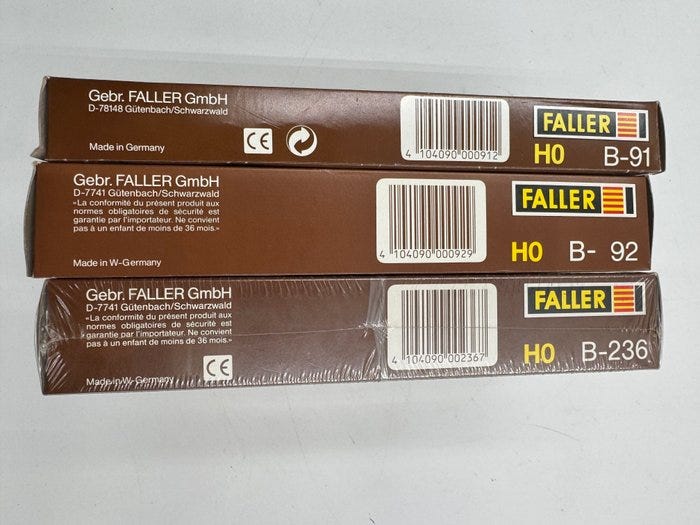 Gebr. FALLER GmbH
D-78148 Gütenbach/Schwarzwald
Made in Germany
CE
4 104090 000912
FALLER
H0 B-91
Gebr. FALLER GmbH
D-7741 Gütenbach/Schwarzwald
«La conformité du présent produit aux
normes obligatoires de sécurité est
garantie par l'importateur. Ne convient
pas à un enfant de moins de 36 mois.»
Made in W-Germany
4 104090 000929
FALLER
H0 B- 92
Gebr. FALLER GmbH
D-7741 Gütenbach/Schwarzwald
«La conformité du présent produit aux
normes obligatoires de sécurité est
garantie par l'importateur. Ne convient
pas à un enfant de moins de 36 mois.»
Made in W-Germany
CE
4 104090 002367
FALLER
H0 B-236